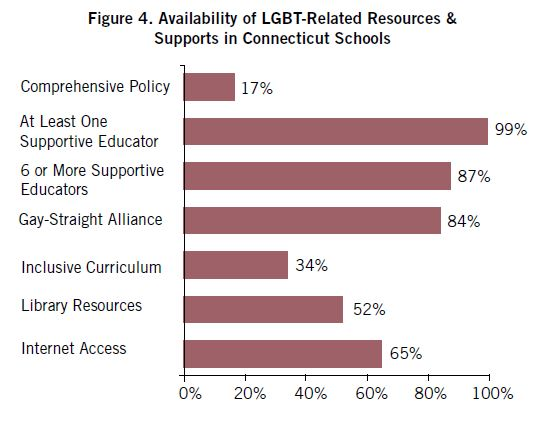 Figure 4. Availability of LGBT-Related Resources &
Supports in Connecticut Schools
Comprehensive Policy 17%
At Least One
Supportive Educator 99%
6 or More Supportive
Educators 87%
Gay-Straight Alliance 84%
Inclusive Curriculum 34%
Library Resources 52%
Internet Access 65%
0% 20% 40% 60% 80% 100%